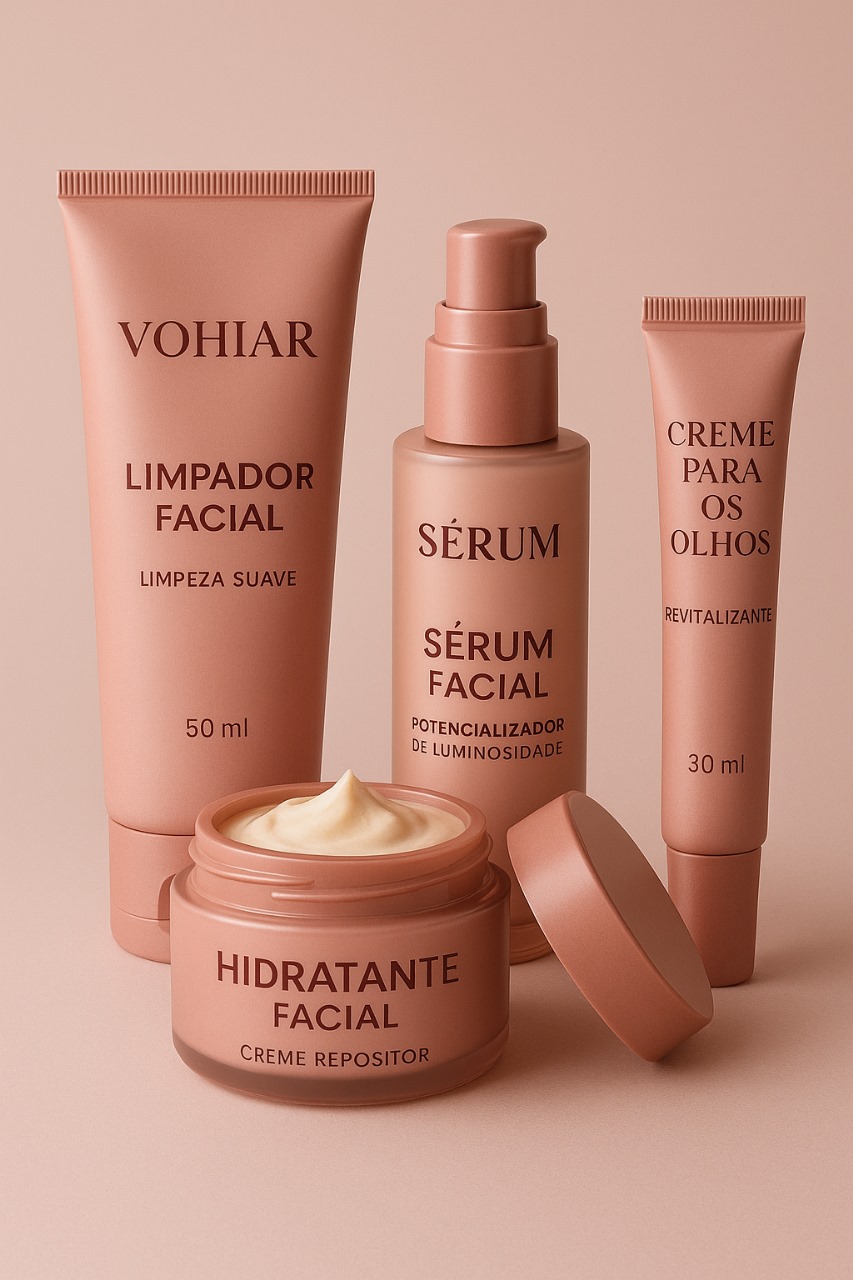 VOHIAR
LIMPADOR
FACIAL
LIMPEZA SUAVE
50 ml
SÉRUM
SÉRUM
FACIAL
POTENCIALIZADOR
DE LUMINOSIDADE
CREME
PARA
OS
OLHOS
REVITALIZANTE
30 ml
HIDRATANTE
FACIAL
CREME REPOSITOR